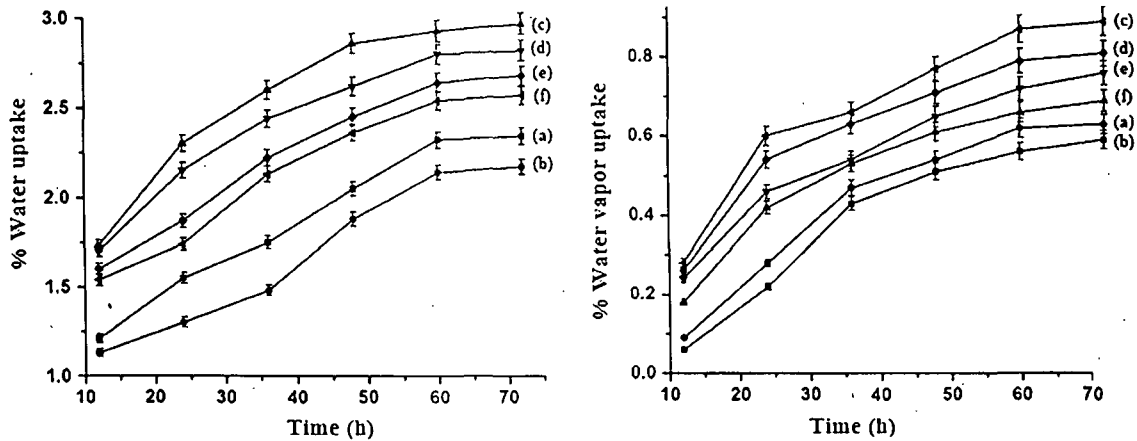 3.0
2.5
2.0
1.5
1.0
% Water uptake
10 20 30 40 50 60 70
Time (h)
(c)
(d)
(e)
(f)
(a)
(b)
0.8
0.6
0.4
0.2
0.0
% Water vapor uptake
10 20 30 40 50 60 70
Time (h)
(c)
(d)
(e)
(f)
(a)
(b)